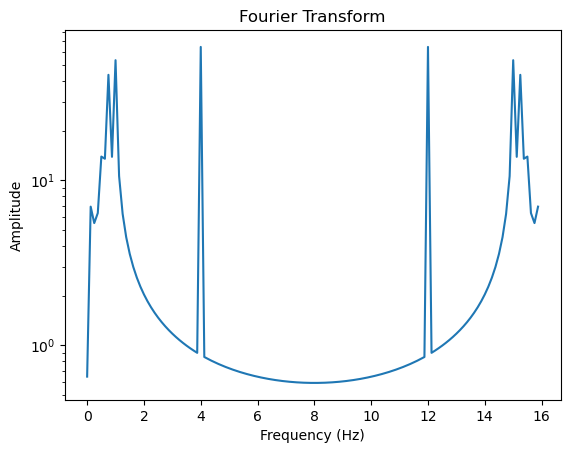 Fourier Transform
Amplitude
10¹
10⁰
0 2 4 6 8 10 12 14 16
Frequency (Hz)